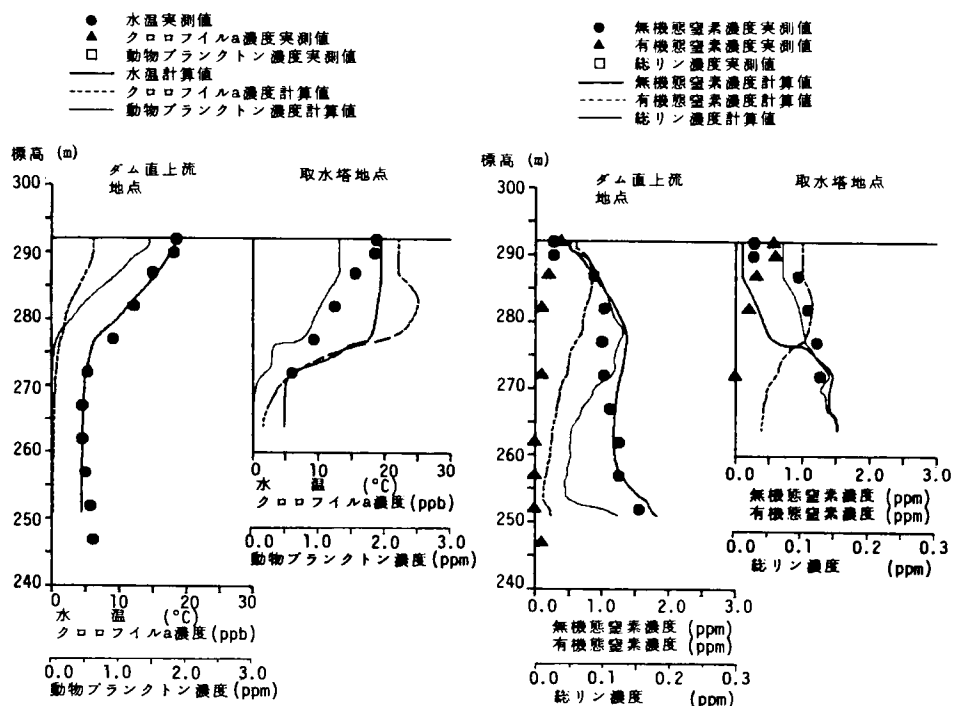 ● 水温実測値
▲ クロロフイルa濃度実測値
□ 動物プランクトン濃度実測値
水温計算値
クロロフイルa濃度計算値
動物プランクトン濃度計算値
標高 (m)
ダム直上流
地点
取水塔地点
300
290
280
270
260
250
240
0 10 20 30
水 温 (°C)
クロロフイルa濃度 (ppb)
0.0 1.0 2.0 3.0
動物プランクトン濃度 (ppm)
0 10 20 30
水 温 (°C)
クロロフイルa濃度 (ppb)
0.0 1.0 2.0 3.0
動物プランクトン濃度 (ppm)
● 無機態窒素濃度実測値
▲ 有機態窒素濃度実測値
□ 総リン濃度実測値
無機態窒素濃度計算値
有機態窒素濃度計算値
総リン濃度計算値
標高 (m)
ダム直上流
地点
取水塔地点
300
290
280
270
260
250
240
0.0 1.0 2.0 3.0
無機態窒素濃度 (ppm)
有機態窒素濃度 (ppm)
0.0 0.1 0.2 0.3
総リン濃度 (ppm)
0.0 1.0 2.0 3.0
無機態窒素濃度 (ppm)
有機態窒素濃度 (ppm)
0.0 0.1 0.2 0.3
総リン濃度 (ppm)